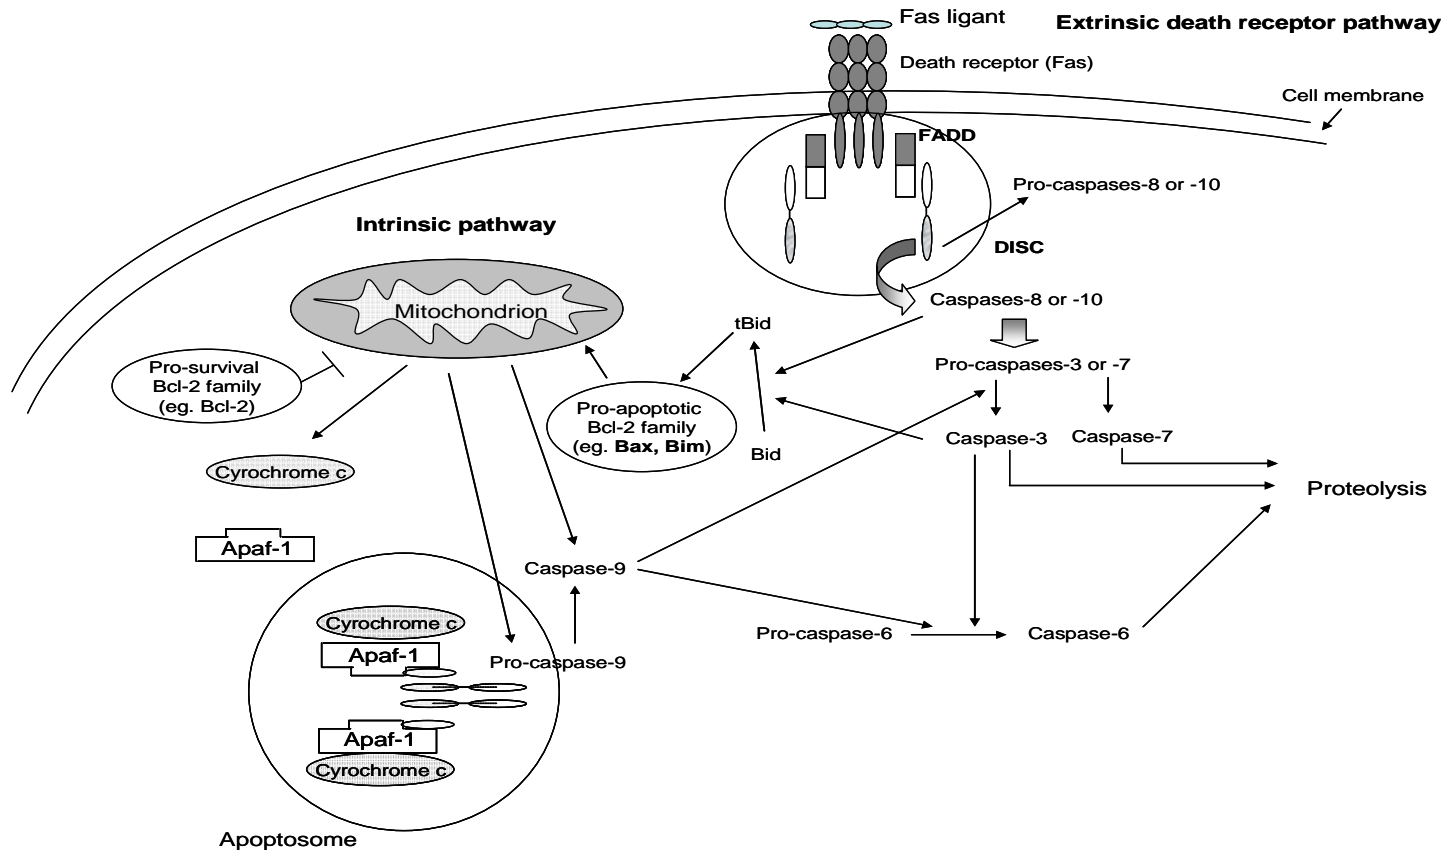 Fas ligant
Extrinsic death receptor pathway
Death receptor (Fas)
Cell membrane
FADD
Pro-caspases-8 or -10
Intrinsic pathway
DISC
Mitochondrion
Caspases-8 or -10
tBid
Pro-survival
Bcl-2 family
(eg. Bcl-2)
Pro-caspases-3 or -7
Pro-apoptotic
Bcl-2 family
(eg. Bax, Bim)
Bid
Caspase-3
Caspase-7
Cyrochrome c
Proteolysis
Apaf-1
Caspase-9
Cyrochrome c
Apaf-1
Pro-caspase-9
Pro-caspase-6
Caspase-6
Apaf-1
Cyrochrome c
Apoptosome